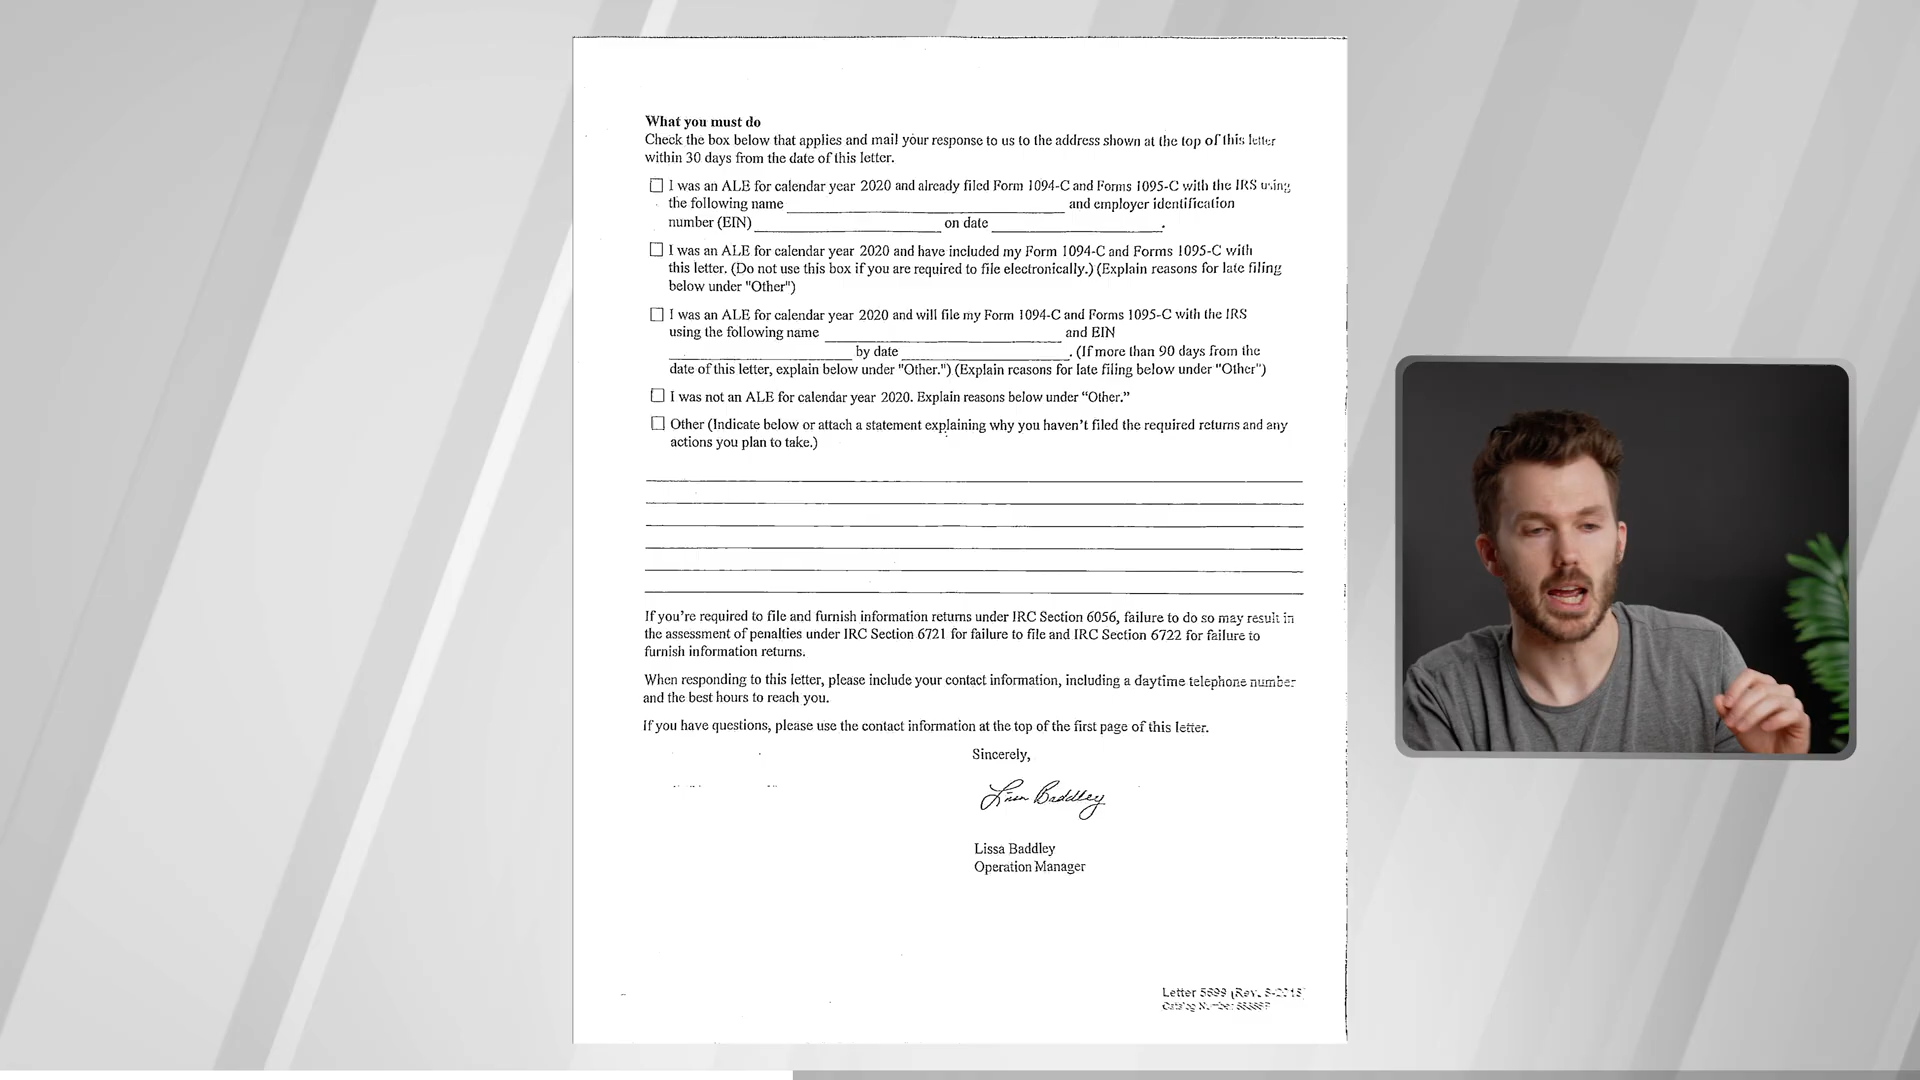 What you must do
Check the box below that applies and mail your response to us to the address shown at the top of this letter
within 30 days from the date of this letter.
I was an ALE for calendar year 2020 and already filed Form 1094-C and Forms 1095-C with the IRS using
the following name and employer identification
number (EIN) on date .
I was an ALE for calendar year 2020 and have included my Form 1094-C and Forms 1095-C with
this letter. (Do not use this box if you are required to file electronically.) (Explain reasons for late filing
below under "Other")
I was an ALE for calendar year 2020 and will file my Form 1094-C and Forms 1095-C with the IRS
using the following name and EIN
by date . (If more than 90 days from the
date of this letter, explain below under "Other.") (Explain reasons for late filing below under "Other")
I was not an ALE for calendar year 2020. Explain reasons below under “Other.”
Other (Indicate below or attach a statement explaining why you haven’t filed the required returns and any
actions you plan to take.)
If you’re required to file and furnish information returns under IRC Section 6056, failure to do so may result in
the assessment of penalties under IRC Section 6721 for failure to file and IRC Section 6722 for failure to
furnish information returns.
When responding to this letter, please include your contact information, including a daytime telephone number
and the best hours to reach you.
If you have questions, please use the contact information at the top of the first page of this letter.
Sincerely,
Lissa Baddley
Lissa Baddley
Operation Manager
Letter 5699 (Rev.
Catalog Number